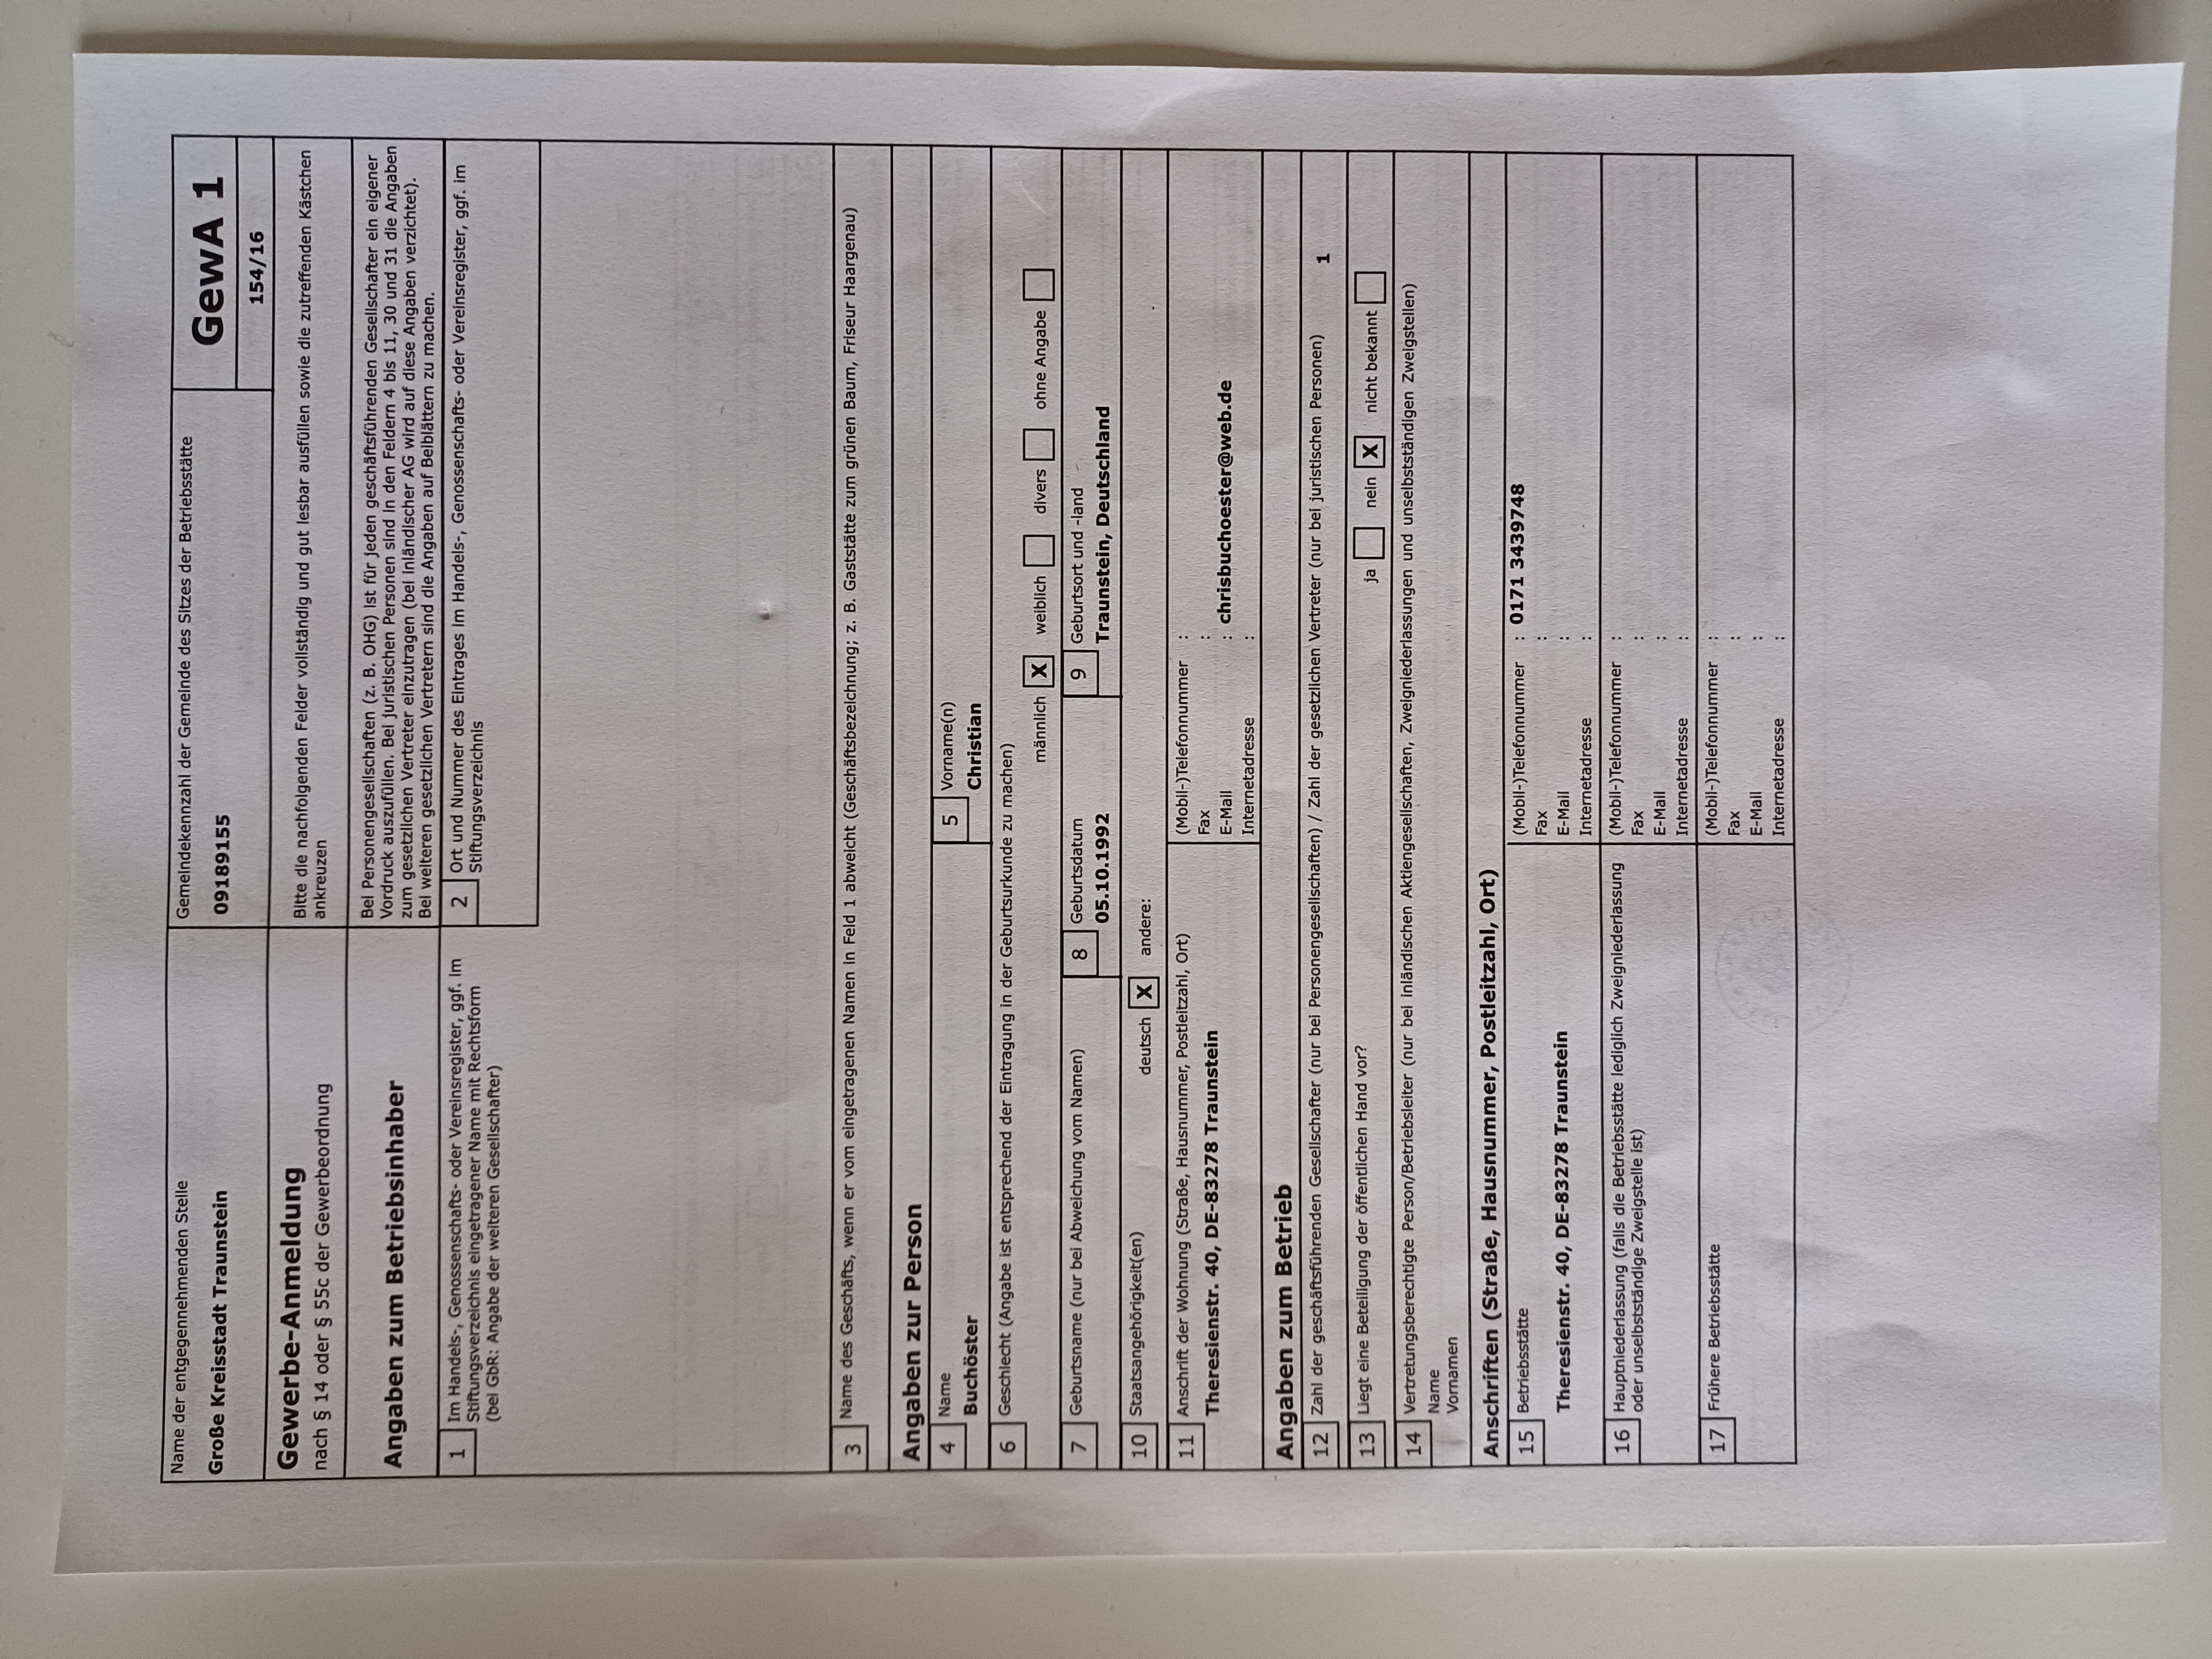 Name der entgegennehmenden Stelle
Große Kreisstadt Traunstein
Gemeindekennzahl der Gemeinde des Sitzes der Betriebsstätte
09189155
GewA 1
154/16
Gewerbe-Anmeldung
nach § 14 oder § 55c der Gewerbeordnung
Bitte die nachfolgenden Felder vollständig und gut lesbar ausfüllen sowie die zutreffenden Kästchen
ankreuzen
Angaben zum Betriebsinhaber
Bei Personengesellschaften (z. B. OHG) ist für jeden geschäftsführenden Gesellschafter ein eigener
Vordruck auszufüllen. Bei juristischen Personen sind in den Feldern 4 bis 11, 30 und 31 die Angaben
zum gesetzlichen Vertreter einzutragen (bei inländischer AG wird auf diese Angaben verzichtet).
Bei weiteren gesetzlichen Vertretern sind die Angaben auf Beiblättern zu machen.
1 Im Handels-, Genossenschafts- oder Vereinsregister, ggf. im
Stiftungsverzeichnis eingetragener Name mit Rechtsform
(bei GbR: Angabe der weiteren Gesellschafter)
2 Ort und Nummer des Eintrages im Handels-, Genossenschafts- oder Vereinsregister, ggf. im
Stiftungsverzeichnis
3 Name des Geschäfts, wenn er vom eingetragenen Namen in Feld 1 abweicht (Geschäftsbezeichnung; z. B. Gaststätte zum grünen Baum, Friseur Haargenau)
Angaben zur Person
4 Name
Buchöster
5 Vorname(n)
Christian
6 Geschlecht (Angabe ist entsprechend der Eintragung in der Geburtsurkunde zu machen)
männlich X weiblich divers ohne Angabe
7 Geburtsname (nur bei Abweichung vom Namen)
8 Geburtsdatum
05.10.1992
9 Geburtsort und -land
Traunstein, Deutschland
10 Staatsangehörigkeit(en) deutsch X andere:
11 Anschrift der Wohnung (Straße, Hausnummer, Postleitzahl, Ort)
Theresienstr. 40, DE-83278 Traunstein
(Mobil-)Telefonnummer :
Fax :
E-Mail : chrisbuchoester@web.de
Internetadresse :
Angaben zum Betrieb
12 Zahl der geschäftsführenden Gesellschafter (nur bei Personengesellschaften) / Zahl der gesetzlichen Vertreter (nur bei juristischen Personen) 1
13 Liegt eine Beteiligung der öffentlichen Hand vor? ja nein X nicht bekannt
14 Vertretungsberechtigte Person/Betriebsleiter (nur bei inländischen Aktiengesellschaften, Zweigniederlassungen und unselbstständigen Zweigstellen)
Name
Vornamen
Anschriften (Straße, Hausnummer, Postleitzahl, Ort)
15 Betriebsstätte
Theresienstr. 40, DE-83278 Traunstein
(Mobil-)Telefonnummer : 0171 3439748
Fax :
E-Mail :
Internetadresse :
16 Hauptniederlassung (falls die Betriebsstätte lediglich Zweigniederlassung
oder unselbstständige Zweigstelle ist)
(Mobil-)Telefonnummer :
Fax :
E-Mail :
Internetadresse :
17 Frühere Betriebsstätte
(Mobil-)Telefonnummer :
Fax :
E-Mail :
Internetadresse :